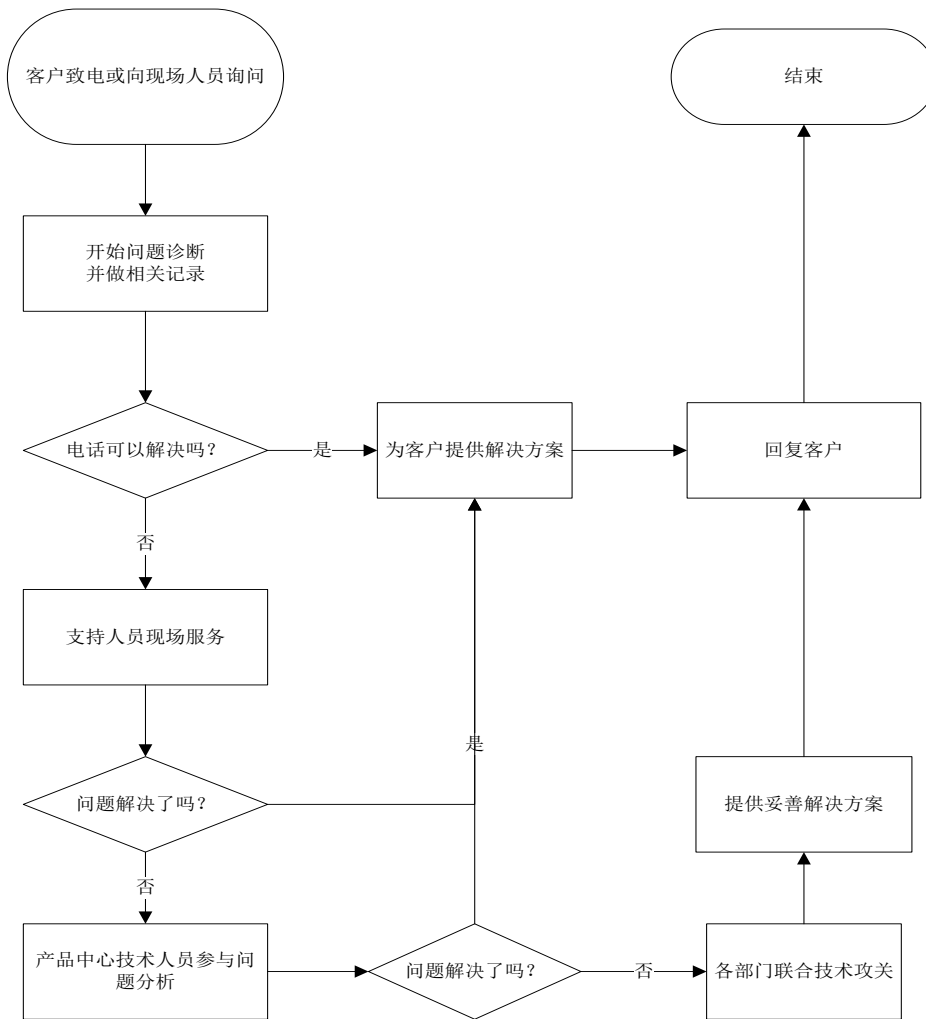 客户致电或向现场人员询问
结束
开始问题诊断
并做相关记录
电话可以解决吗?
是
为客户提供解决方案
回复客户
否
支持人员现场服务
是
问题解决了吗?
提供妥善解决方案
否
产品中心技术人员参与问
题分析
问题解决了吗?
否
各部门联合技术攻关